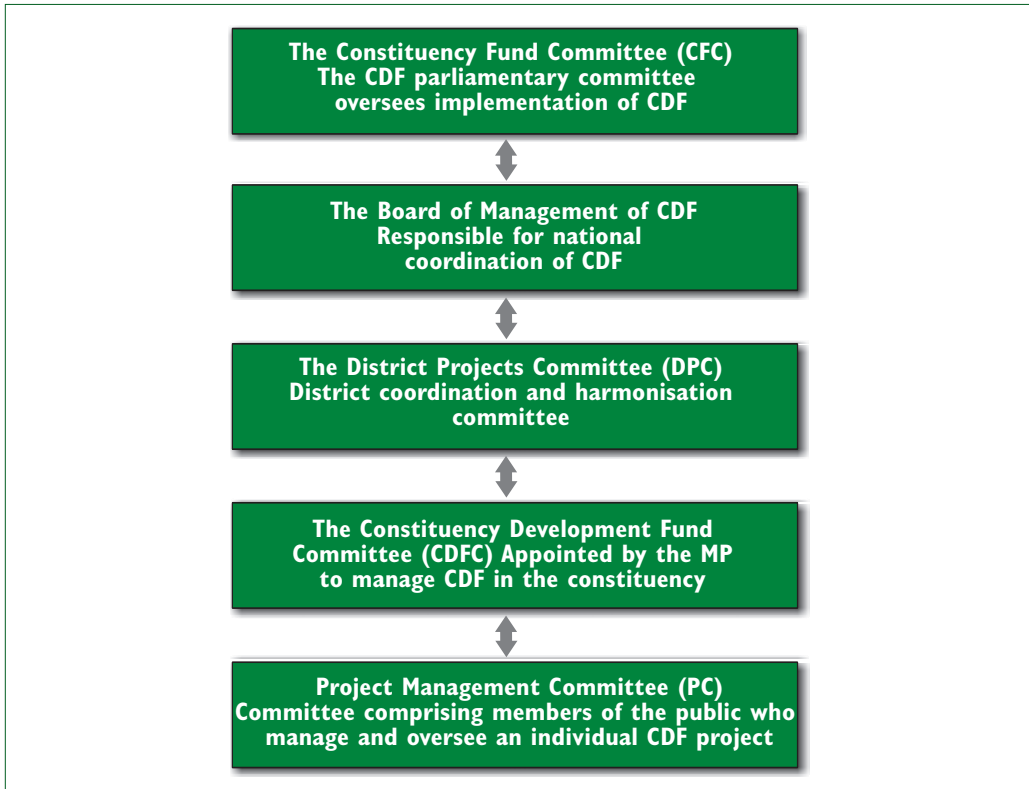 The Constituency Fund Committee (CFC)
The CDF parliamentary committee
oversees implementation of CDF
The Board of Management of CDF
Responsible for national
coordination of CDF
The District Projects Committee (DPC)
District coordination and harmonisation
committee
The Constituency Development Fund
Committee (CDFC) Appointed by the MP
to manage CDF in the constituency
Project Management Committee (PC)
Committee comprising members of the public who
manage and oversee an individual CDF project